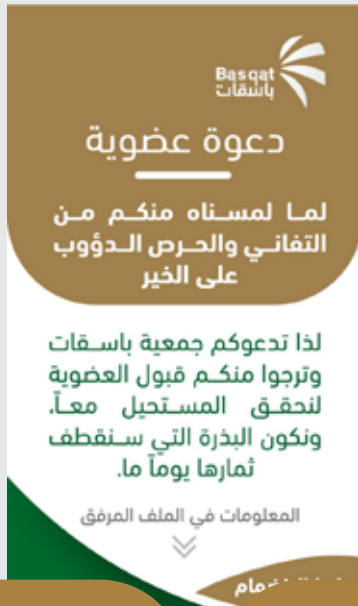 Basqat
باسقات
دعوة عضوية
لما لمسناه منكم من
التفاني والحرص الدؤوب
على الخير
لذا تدعوكم جمعية باسقات
وترجوا منكم قبول العضوية
لنحقق المستحيل معاً،
ونكون البذرة التي سنقطف
ثمارها يوماً ما.
المعلومات في الملف المرفق